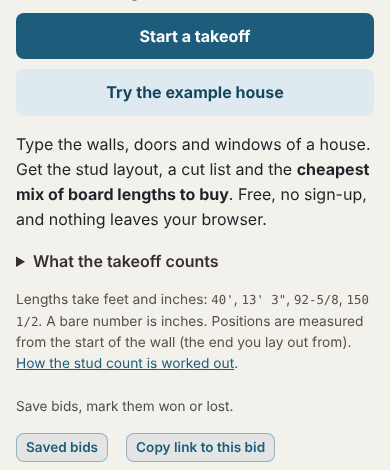 Start a takeoff
Try the example house
Type the walls, doors and windows of a house.
Get the stud layout, a cut list and the cheapest
mix of board lengths to buy. Free, no sign-up,
and nothing leaves your browser.
▶ What the takeoff counts
Lengths take feet and inches: 40', 13' 3", 92-5/8, 150
1/2. A bare number is inches. Positions are measured
from the start of the wall (the end you lay out from).
How the stud count is worked out.
Save bids, mark them won or lost.
Saved bids
Copy link to this bid